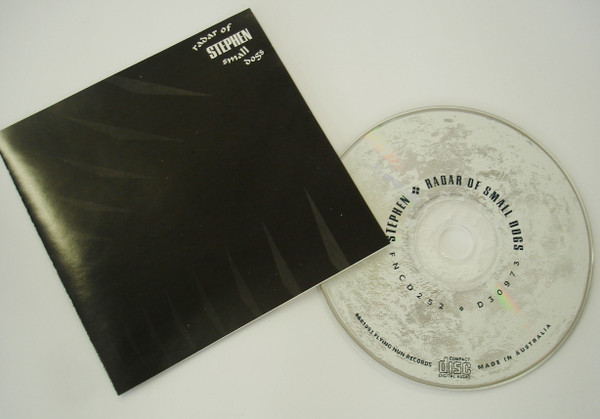 radar of
STEPHEN
small
dogs
STEPHEN ✤ RADAR OF SMALL DOGS
FNCD252 D30973
FLYING NUN RECORDS
COMPACT
disc
DIGITAL AUDIO
MADE IN AUSTRALIA